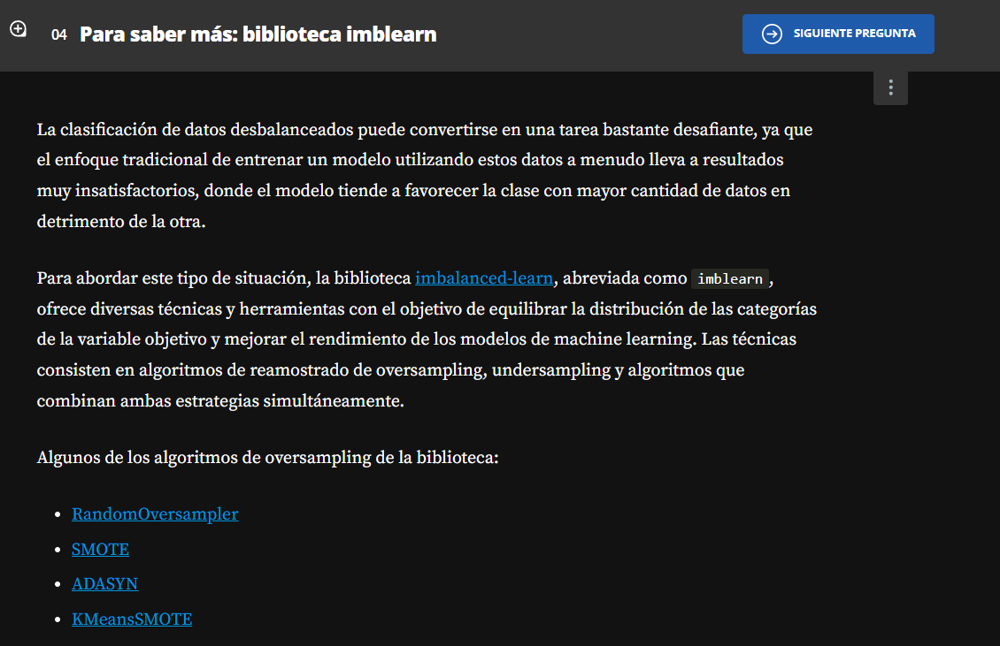 04 Para saber más: biblioteca imblearn
SIGUIENTE PREGUNTA
La clasificación de datos desbalanceados puede convertirse en una tarea bastante desafiante, ya que
el enfoque tradicional de entrenar un modelo utilizando estos datos a menudo lleva a resultados
muy insatisfactorios, donde el modelo tiende a favorecer la clase con mayor cantidad de datos en
detrimento de la otra.
Para abordar este tipo de situación, la biblioteca imbalanced-learn, abreviada como imblearn,
ofrece diversas técnicas y herramientas con el objetivo de equilibrar la distribución de las categorías
de la variable objetivo y mejorar el rendimiento de los modelos de machine learning. Las técnicas
consisten en algoritmos de reamostrado de oversampling, undersampling y algoritmos que
combinan ambas estrategias simultáneamente.
Algunos de los algoritmos de oversampling de la biblioteca:
• RandomOversampler
• SMOTE
• ADASYN
• KMeansSMOTE